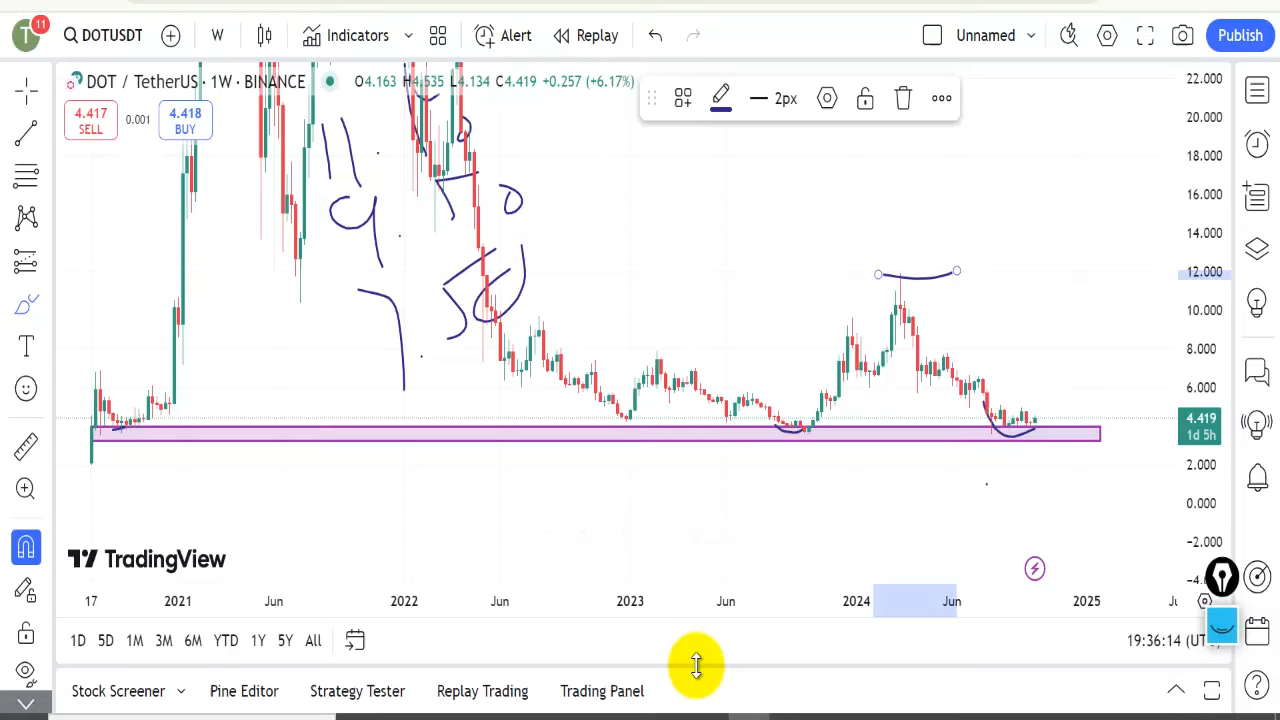 T 11 DOTUSDT W Indicators Alert Replay Unnamed Publish
DOT / TetherUS · 1W · BINANCE O4.163 H4.535 L4.134 C4.419 +0.257 (+6.17%)
2px
4.417 SELL 0.001 4.418 BUY
22.000
20.000
18.000
16.000
14.000
12.000
10.000
8.000
6.000
4.419
1d 5h
2.000
0.000
−2.000
TradingView
17 2021 Jun 2022 Jun 2023 Jun 2024 Jun 2025
1D 5D 1M 3M 6M YTD 1Y 5Y All
Stock Screener Pine Editor Strategy Tester Replay Trading Trading Panel